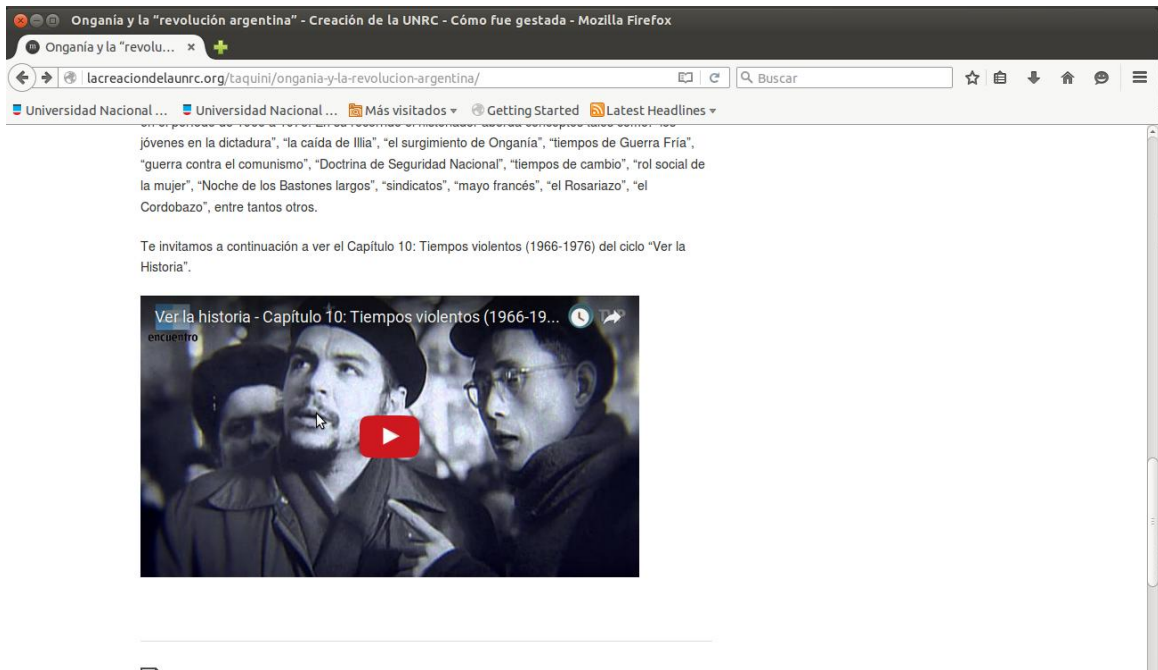 Onganía y la “revolución argentina” - Creación de la UNRC - Cómo fue gestada - Mozilla Firefox
Onganía y la “revolu... ×
lacreaciondelaunrc.org/taquini/ongania-y-la-revolucion-argentina/
Buscar
Universidad Nacional ... Universidad Nacional ... Más visitados Getting Started Latest Headlines
jóvenes en la dictadura”, “la caída de Illia”, “el surgimiento de Onganía”, “tiempos de Guerra Fría”,
“guerra contra el comunismo”, “Doctrina de Seguridad Nacional”, “tiempos de cambio”, “rol social de
la mujer”, “Noche de los Bastones largos”, “sindicatos”, “mayo francés”, “el Rosariazo”, “el
Cordobazo”, entre tantos otros.
Te invitamos a continuación a ver el Capítulo 10: Tiempos violentos (1966-1976) del ciclo “Ver la
Historia”.
Ver la historia - Capítulo 10: Tiempos violentos (1966-19...
encuentro